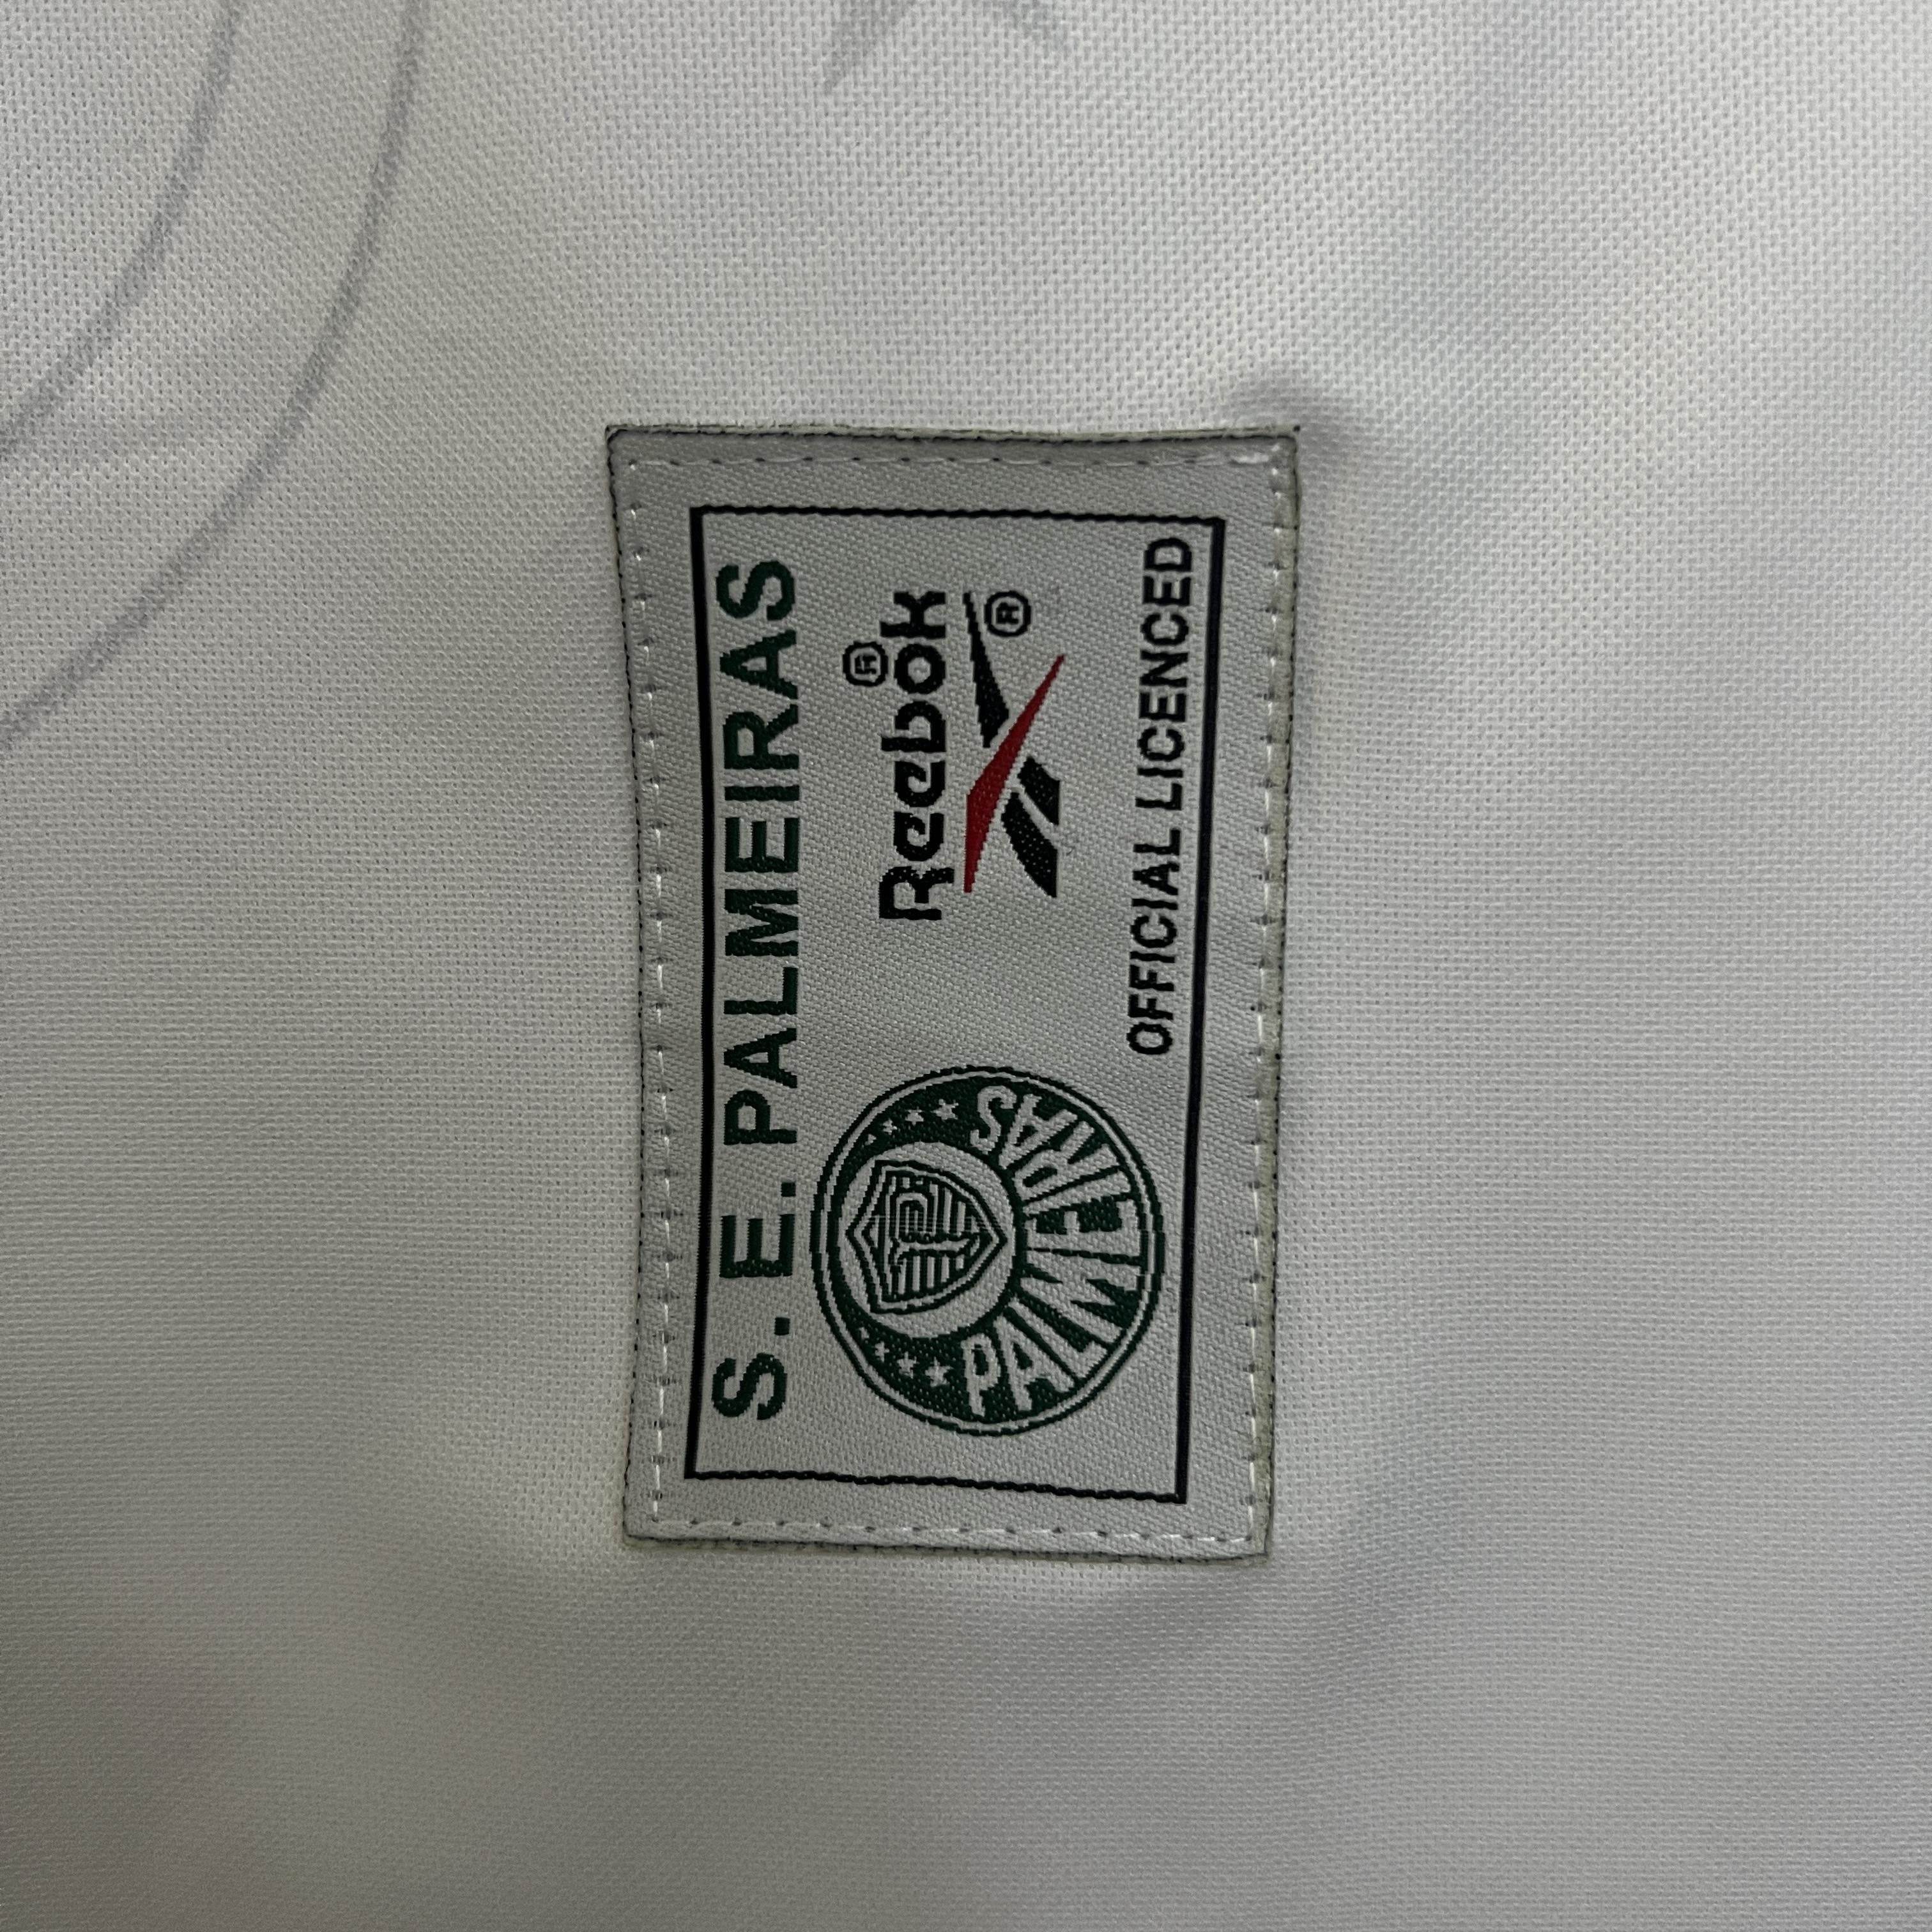 S. E. PALMEIRAS
PALMEIRAS
P
Reebok®
®
OFFICIAL LICENCED